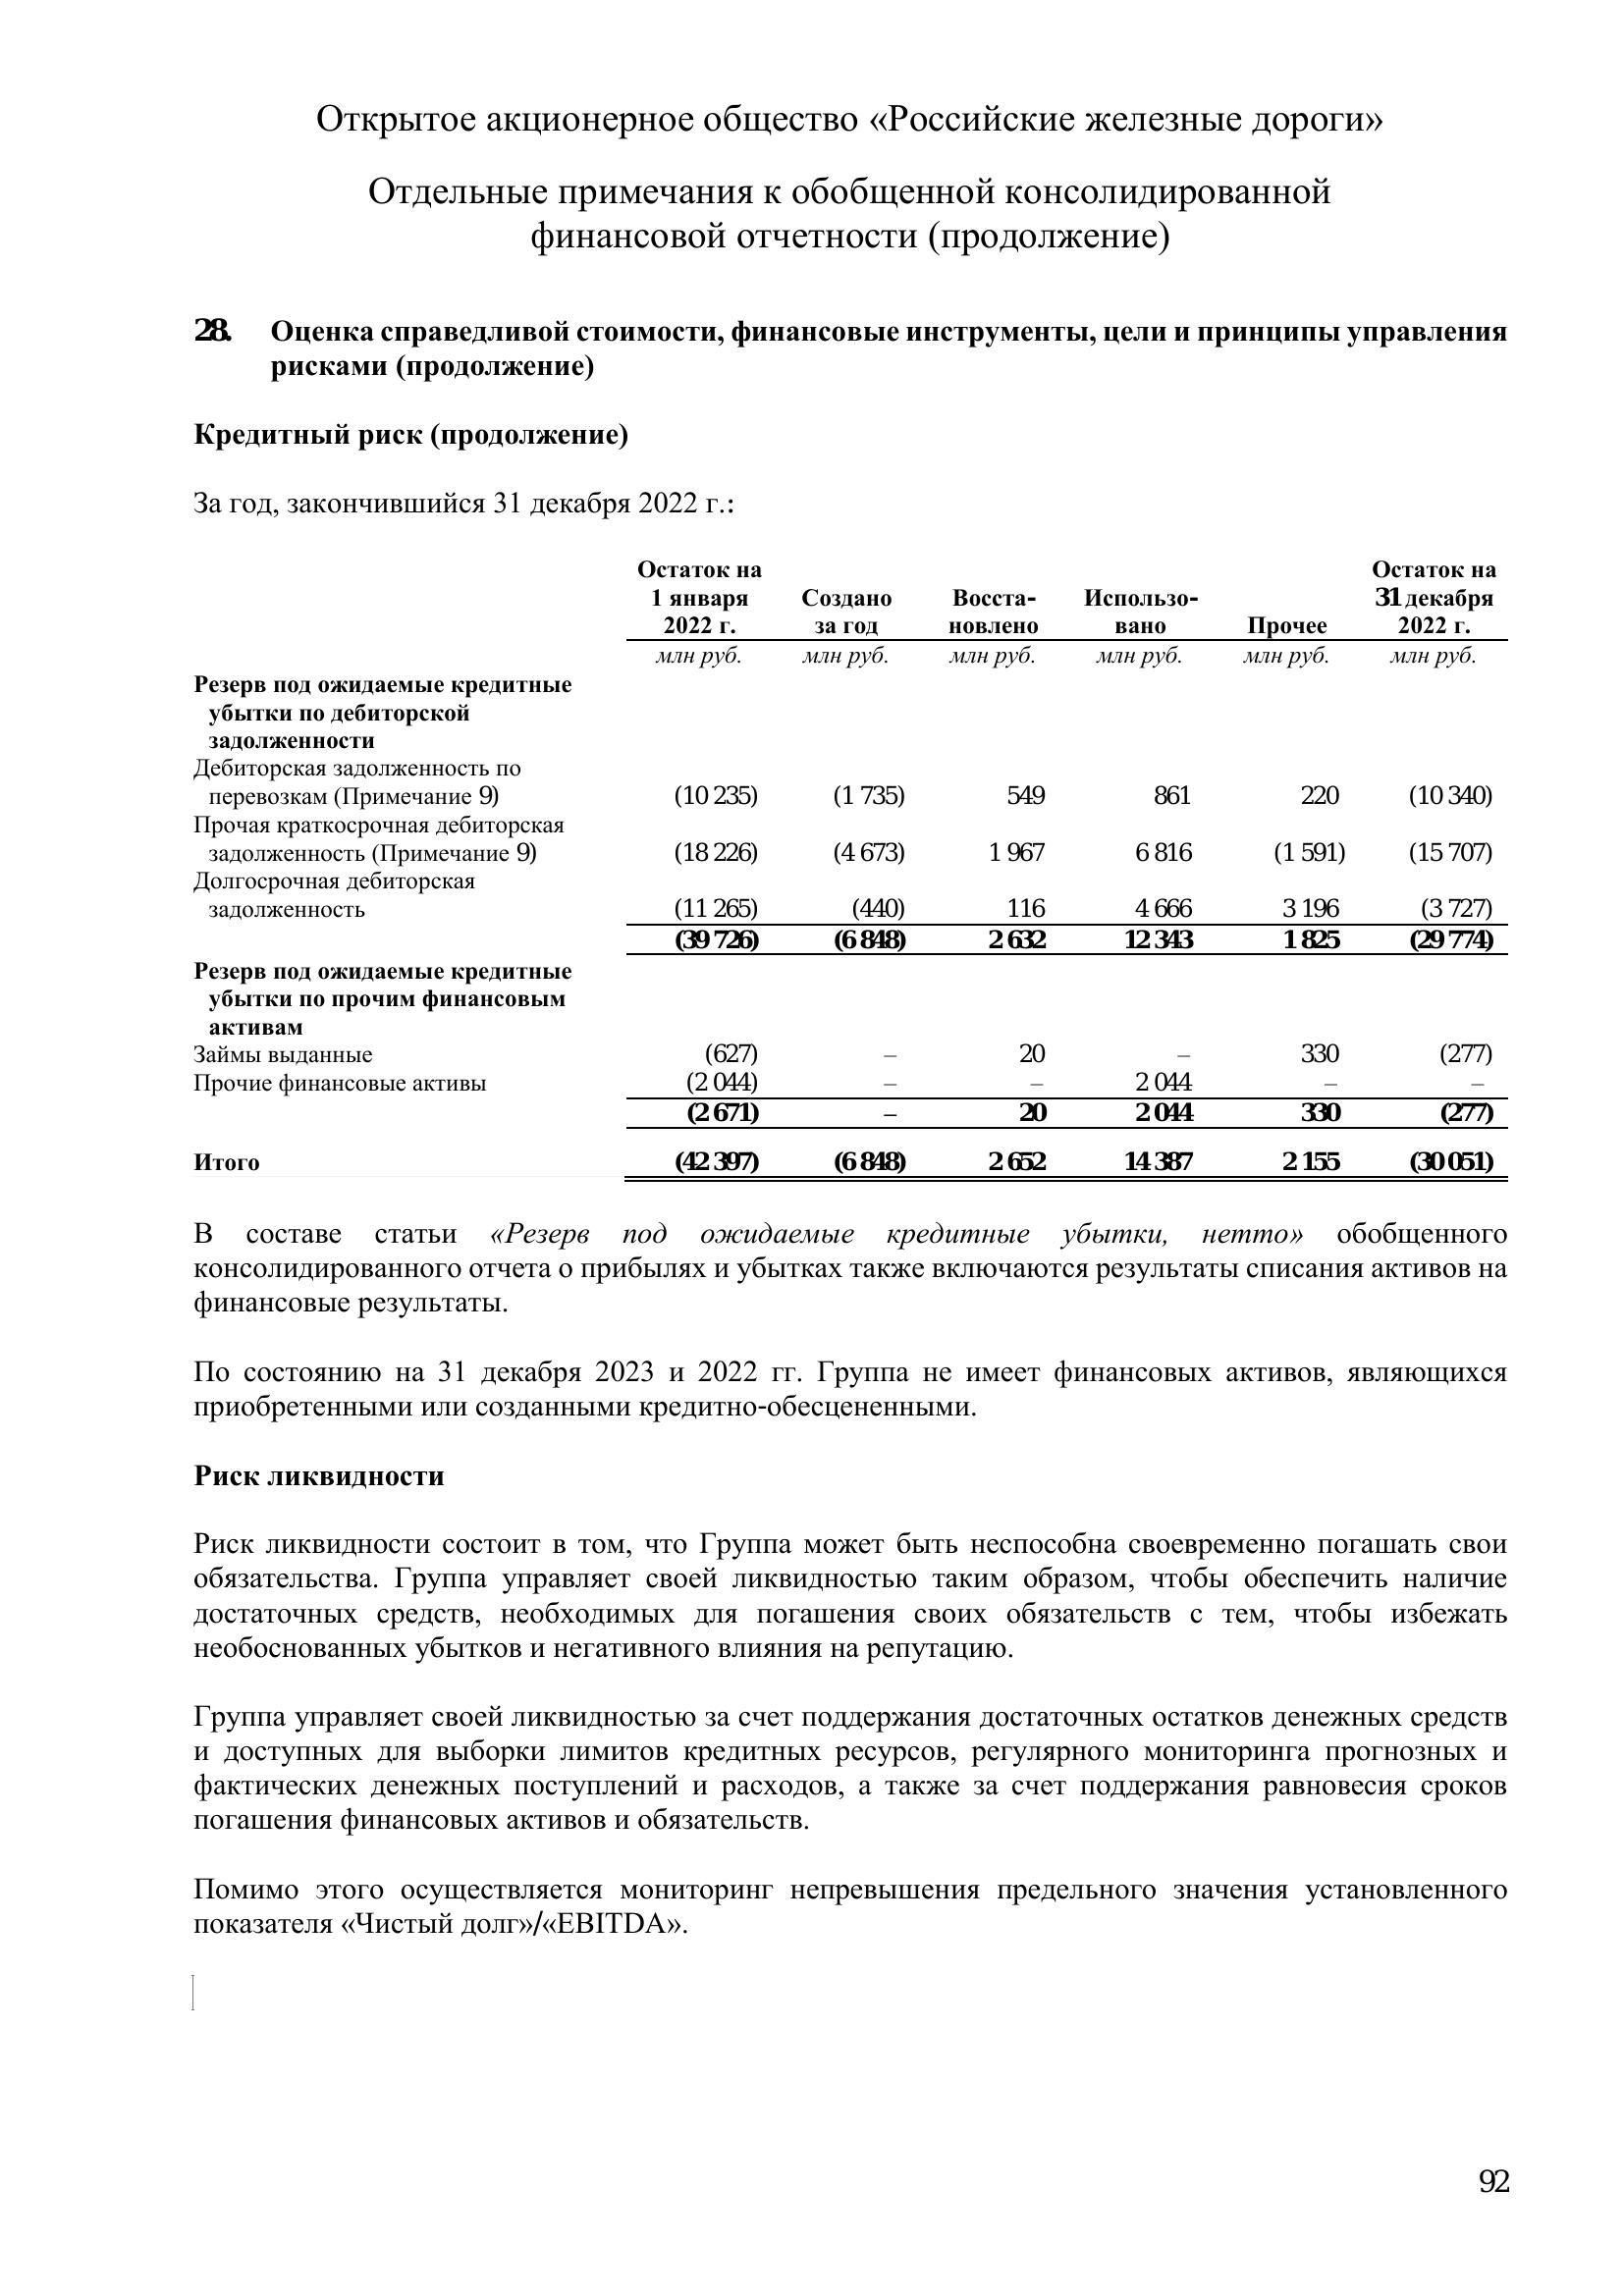 Открытое акционерное общество «Российские железные дороги»
Отдельные примечания к обобщенной консолидированной
финансовой отчетности (продолжение)
28. Оценка справедливой стоимости, финансовые инструменты, цели и принципы управления
рисками (продолжение)
Кредитный риск (продолжение)
За год, закончившийся 31 декабря 2022 г.:
Остаток на 1 января 2022 г. Создано за год Восста-новлено Использо-вано Прочее Остаток на 31 декабря 2022 г.
млн руб. млн руб. млн руб. млн руб. млн руб. млн руб.
Резерв под ожидаемые кредитные
убытки по дебиторской
задолженности
Дебиторская задолженность по
перевозкам (Примечание 9) (10 235) (1 735) 549 861 220 (10 340)
Прочая краткосрочная дебиторская
задолженность (Примечание 9) (18 226) (4 673) 1 967 6 816 (1 591) (15 707)
Долгосрочная дебиторская
задолженность (11 265) (440) 116 4 666 3 196 (3 727)
(39 726) (6 848) 2 632 12 343 1 825 (29 774)
Резерв под ожидаемые кредитные
убытки по прочим финансовым
активам
Займы выданные (627) – 20 – 330 (277)
Прочие финансовые активы (2 044) – – 2 044 – –
(2 671) – 20 2 044 330 (277)
Итого (42 397) (6 848) 2 652 14 387 2 155 (30 051)
В составе статьи «Резерв под ожидаемые кредитные убытки, нетто» обобщенного
консолидированного отчета о прибылях и убытках также включаются результаты списания активов на
финансовые результаты.
По состоянию на 31 декабря 2023 и 2022 гг. Группа не имеет финансовых активов, являющихся
приобретенными или созданными кредитно-обесцененными.
Риск ликвидности
Риск ликвидности состоит в том, что Группа может быть неспособна своевременно погашать свои
обязательства. Группа управляет своей ликвидностью таким образом, чтобы обеспечить наличие
достаточных средств, необходимых для погашения своих обязательств с тем, чтобы избежать
необоснованных убытков и негативного влияния на репутацию.
Группа управляет своей ликвидностью за счет поддержания достаточных остатков денежных средств
и доступных для выборки лимитов кредитных ресурсов, регулярного мониторинга прогнозных и
фактических денежных поступлений и расходов, а также за счет поддержания равновесия сроков
погашения финансовых активов и обязательств.
Помимо этого осуществляется мониторинг непревышения предельного значения установленного
показателя «Чистый долг»/«EBITDA».
92